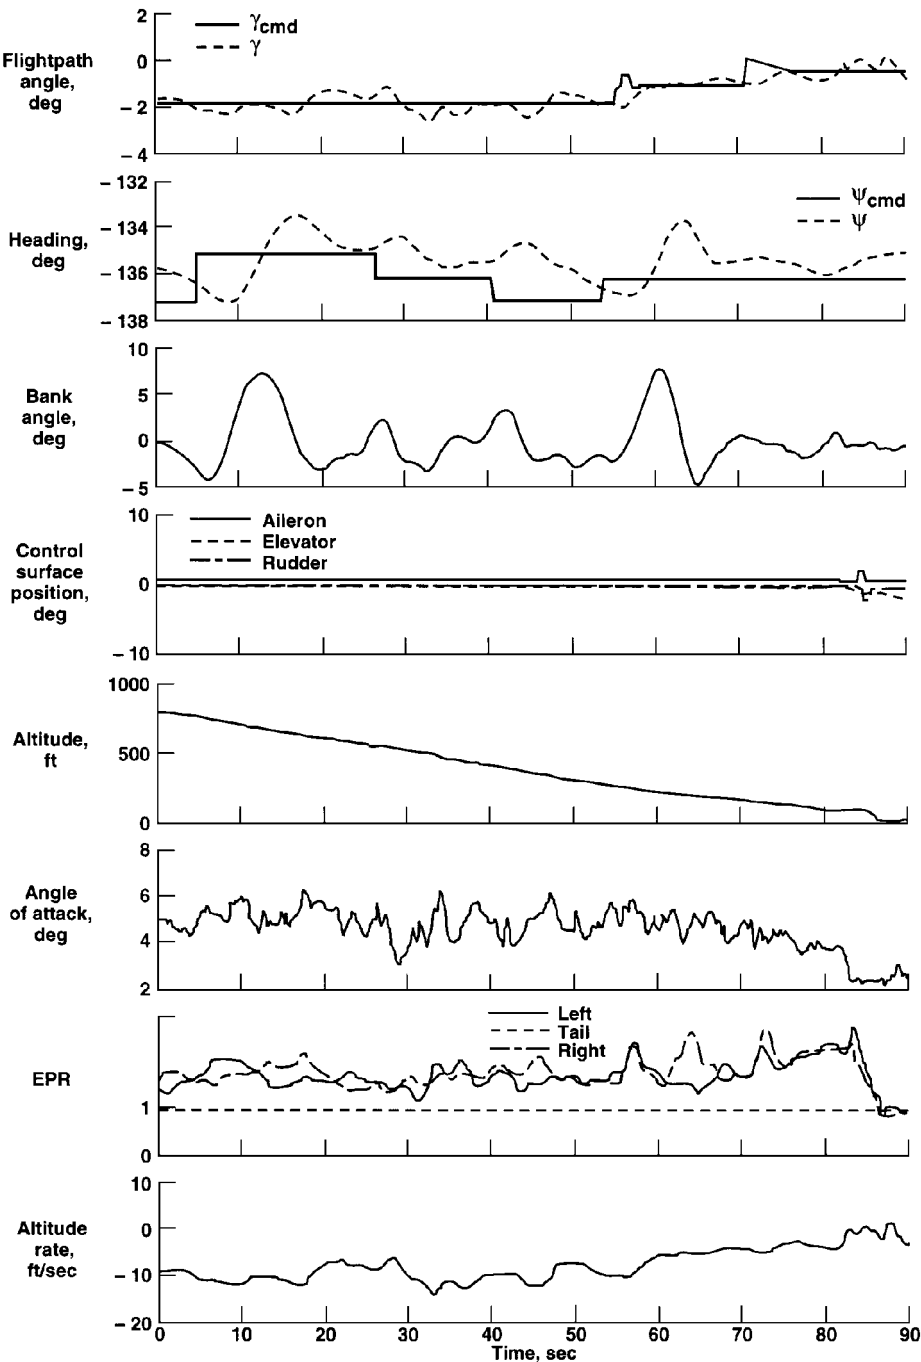 2
0
– 2
– 4
Flightpath
angle,
deg
γcmd
γ
– 132
– 134
– 136
– 138
Heading,
deg
ψcmd
ψ
10
5
0
– 5
Bank
angle,
deg
10
0
– 10
Control
surface
position,
deg
Aileron
Elevator
Rudder
1000
500
0
Altitude,
ft
8
6
4
2
Angle
of attack,
deg
EPR
1
0
Left
Tail
Right
10
0
– 10
– 20
Altitude
rate,
ft/sec
0 10 20 30 40 50 60 70 80 90
Time, sec